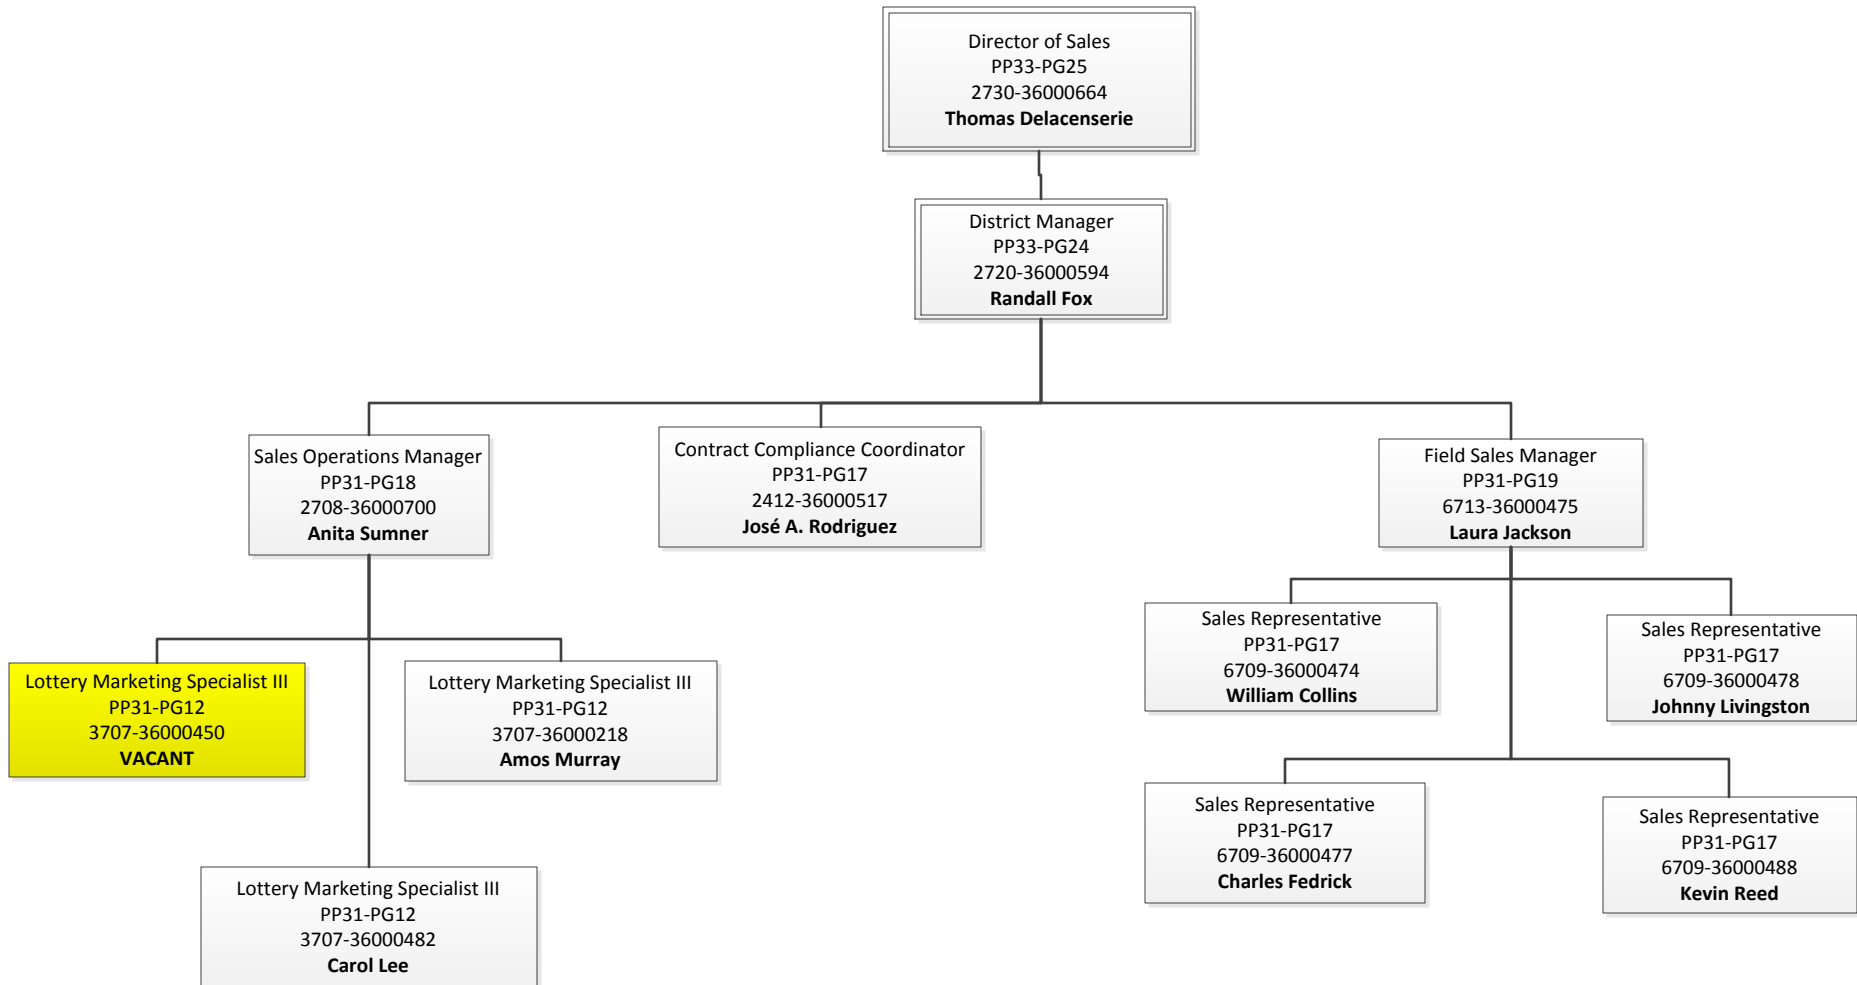 Director of Sales
PP33-PG25
2730-36000664
Thomas Delacenserie
District Manager
PP33-PG24
2720-36000594
Randall Fox
Sales Operations Manager
PP31-PG18
2708-36000700
Anita Sumner
Contract Compliance Coordinator
PP31-PG17
2412-36000517
José A. Rodriguez
Field Sales Manager
PP31-PG19
6713-36000475
Laura Jackson
Lottery Marketing Specialist III
PP31-PG12
3707-36000450
VACANT
Lottery Marketing Specialist III
PP31-PG12
3707-36000218
Amos Murray
Lottery Marketing Specialist III
PP31-PG12
3707-36000482
Carol Lee
Sales Representative
PP31-PG17
6709-36000474
William Collins
Sales Representative
PP31-PG17
6709-36000478
Johnny Livingston
Sales Representative
PP31-PG17
6709-36000477
Charles Fedrick
Sales Representative
PP31-PG17
6709-36000488
Kevin Reed